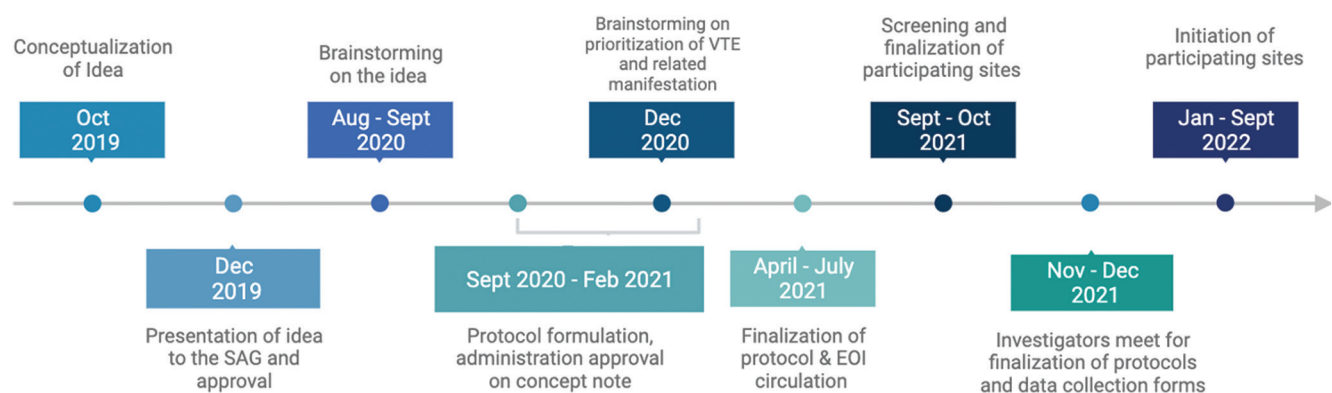 Conceptualization
of Idea
Oct
2019
Dec
2019
Presentation of idea
to the SAG and
approval
Brainstorming
on the idea
Aug - Sept
2020
Sept 2020 - Feb 2021
Protocol formulation,
administration approval
on concept note
Brainstorming on
prioritization of VTE
and related
manifestation
Dec
2020
April - July
2021
Finalization of
protocol & EOI
circulation
Screening and
finalization of
participating sites
Sept - Oct
2021
Nov - Dec
2021
Investigators meet for
finalization of protocols
and data collection forms
Initiation of
participating sites
Jan - Sept
2022